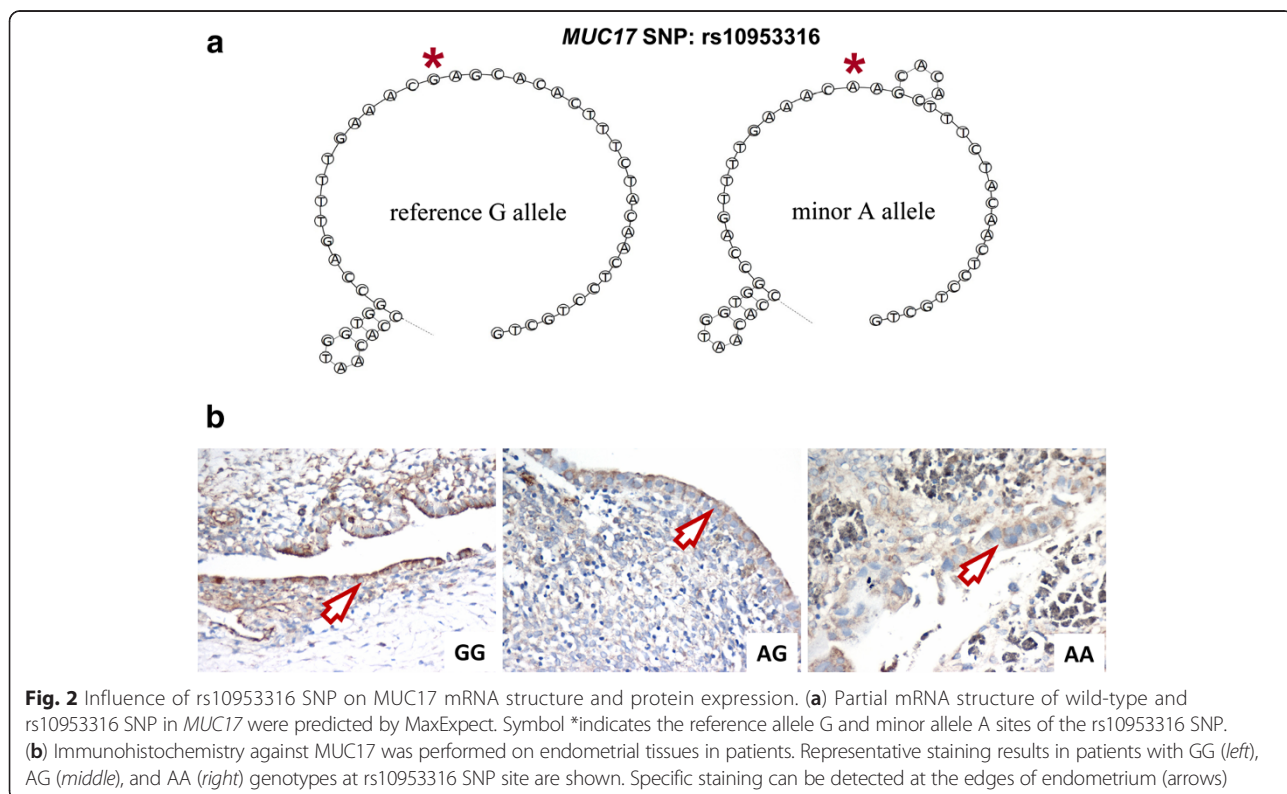 a
MUC17 SNP: rs10953316
*
*
reference G allele
minor A allele
b
GG
AG
AA
Fig. 2 Influence of rs10953316 SNP on MUC17 mRNA structure and protein expression. (a) Partial mRNA structure of wild-type and
rs10953316 SNP in MUC17 were predicted by MaxExpect. Symbol *indicates the reference allele G and minor allele A sites of the rs10953316 SNP.
(b) Immunohistochemistry against MUC17 was performed on endometrial tissues in patients. Representative staining results in patients with GG (left),
AG (middle), and AA (right) genotypes at rs10953316 SNP site are shown. Specific staining can be detected at the edges of endometrium (arrows)